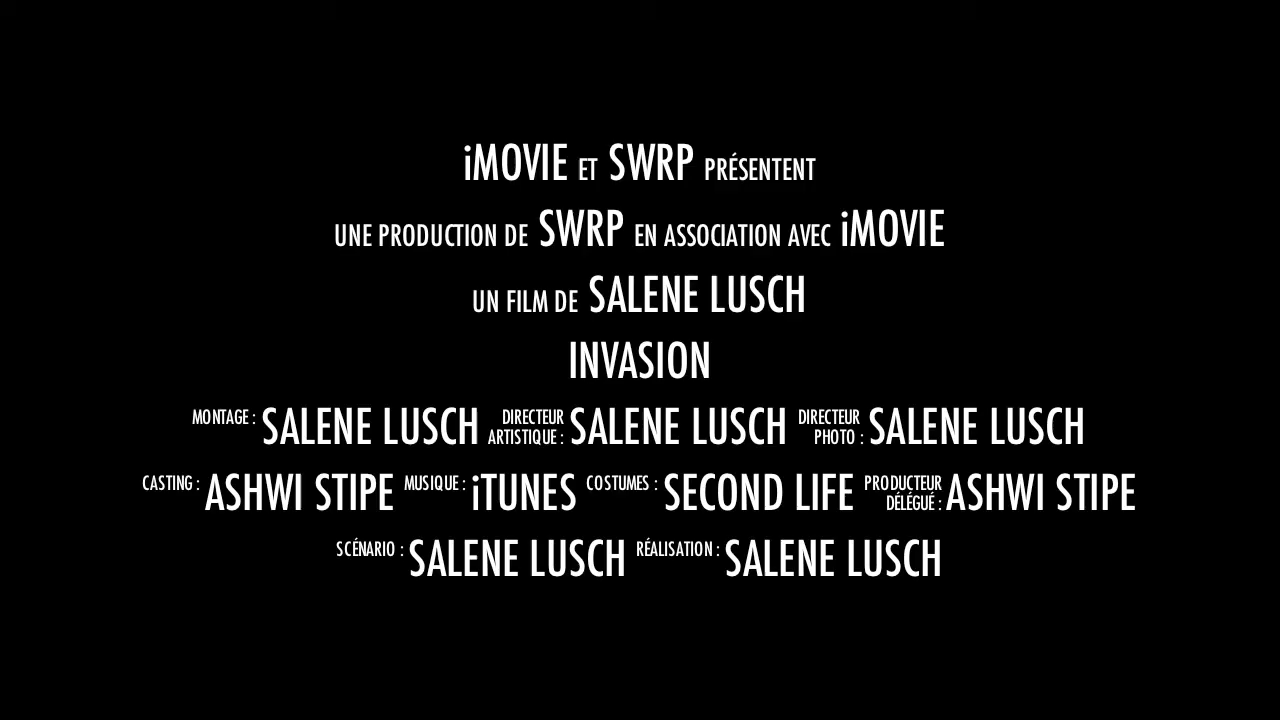 iMOVIE ET SWRP PRÉSENTENT
UNE PRODUCTION DE SWRP EN ASSOCIATION AVEC iMOVIE
UN FILM DE SALENE LUSCH
INVASION
MONTAGE : SALENE LUSCH DIRECTEUR ARTISTIQUE : SALENE LUSCH DIRECTEUR PHOTO : SALENE LUSCH
CASTING : ASHWI STIPE MUSIQUE : iTUNES COSTUMES : SECOND LIFE PRODUCTEUR DÉLÉGUÉ : ASHWI STIPE
SCÉNARIO : SALENE LUSCH RÉALISATION : SALENE LUSCH